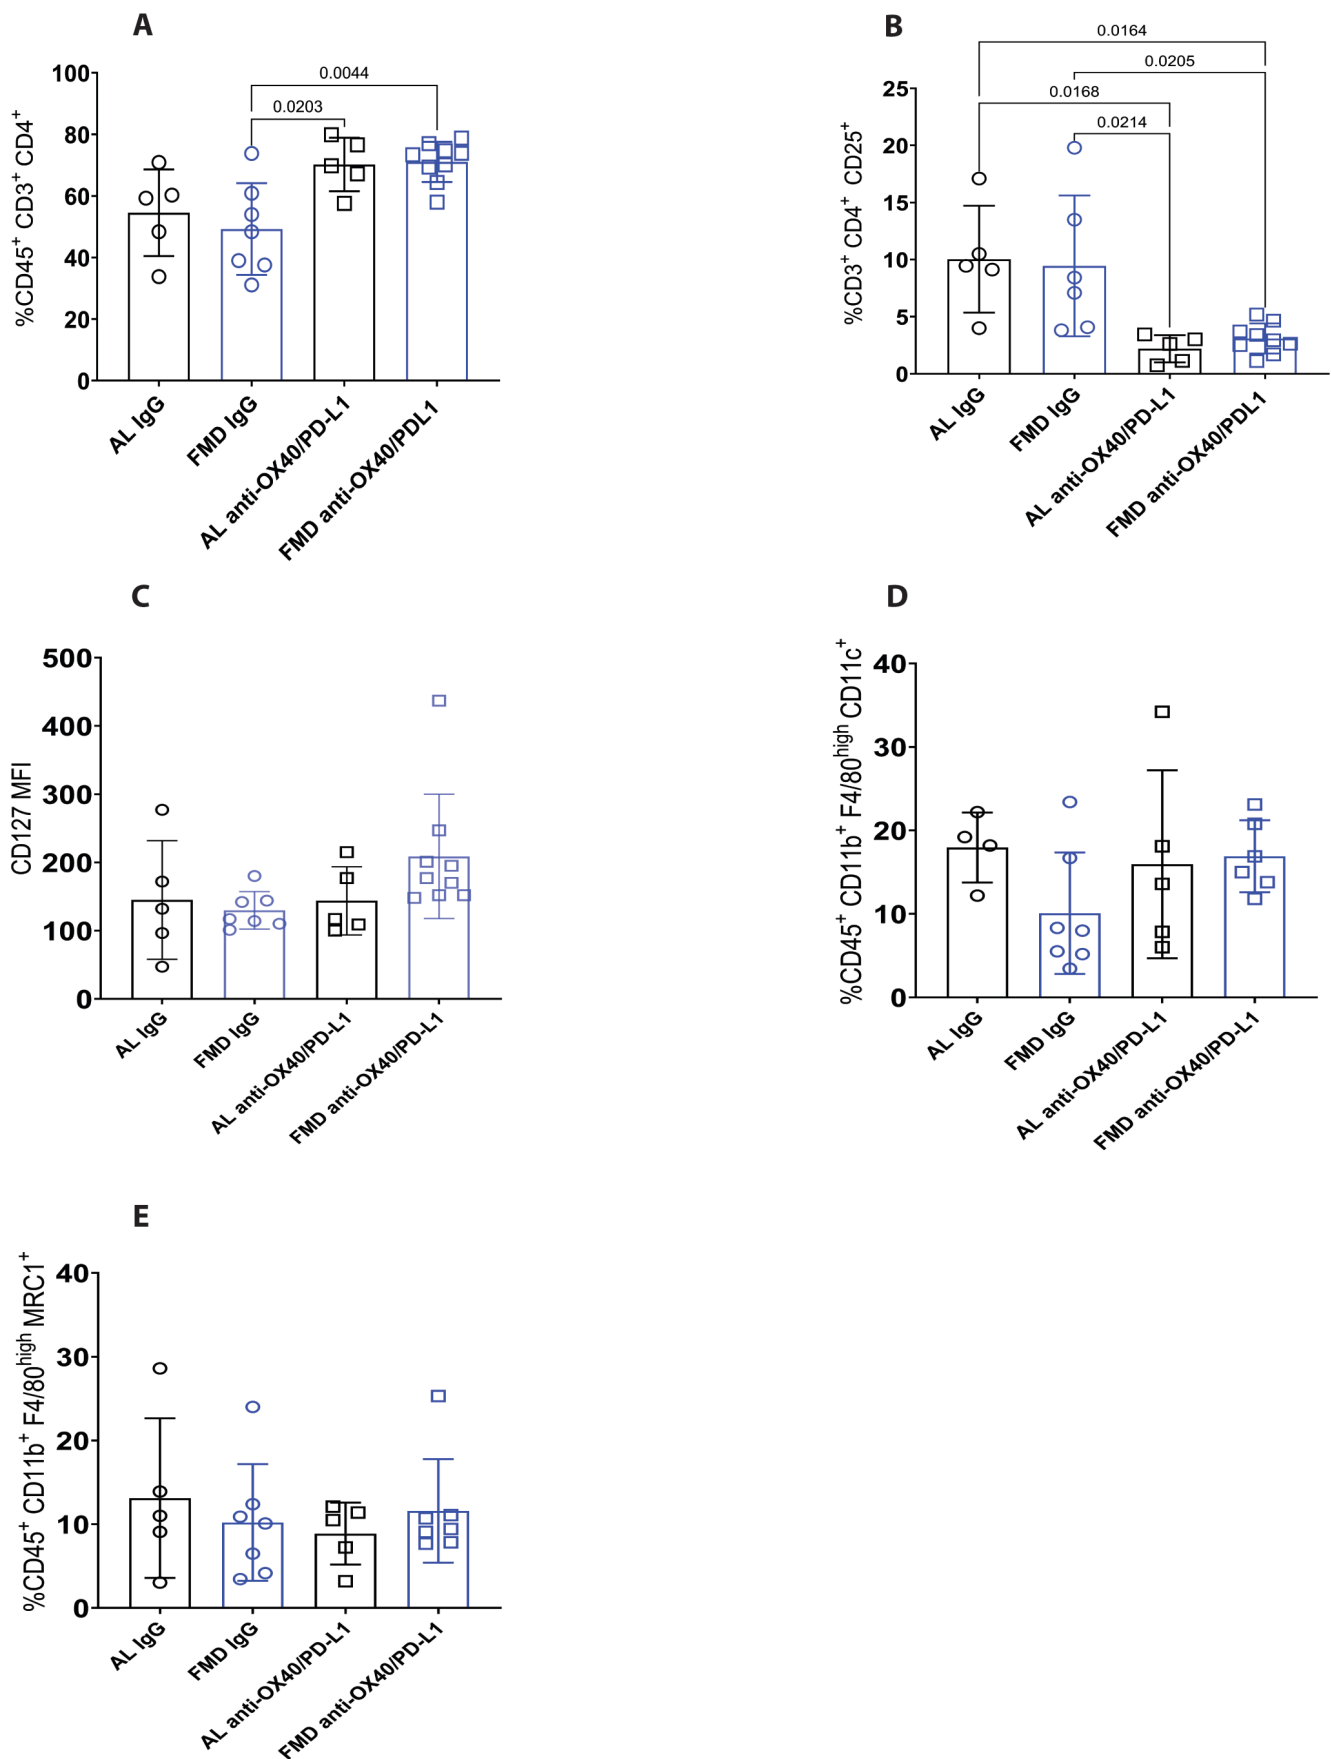 A
0.0044
0.0203
100
80
60
40
20
0
%CD45⁺ CD3⁺ CD4⁺
AL IgG
FMD IgG
AL anti-OX40/PD-L1
FMD anti-OX40/PDL1
B
0.0164
0.0205
0.0168
0.0214
25
20
15
10
5
0
%CD3⁺ CD4⁺ CD25⁺
AL IgG
FMD IgG
AL anti-OX40/PD-L1
FMD anti-OX40/PDL1
C
500
400
300
200
100
0
CD127 MFI
AL IgG
FMD IgG
AL anti-OX40/PD-L1
FMD anti-OX40/PD-L1
D
40
30
20
10
0
%CD45⁺ CD11b⁺ F4/80ʰⁱᵍʰ CD11c⁺
AL IgG
FMD IgG
AL anti-OX40/PD-L1
FMD anti-OX40/PD-L1
E
40
30
20
10
0
%CD45⁺ CD11b⁺ F4/80ʰⁱᵍʰ MRC1⁺
AL IgG
FMD IgG
AL anti-OX40/PD-L1
FMD anti-OX40/PD-L1